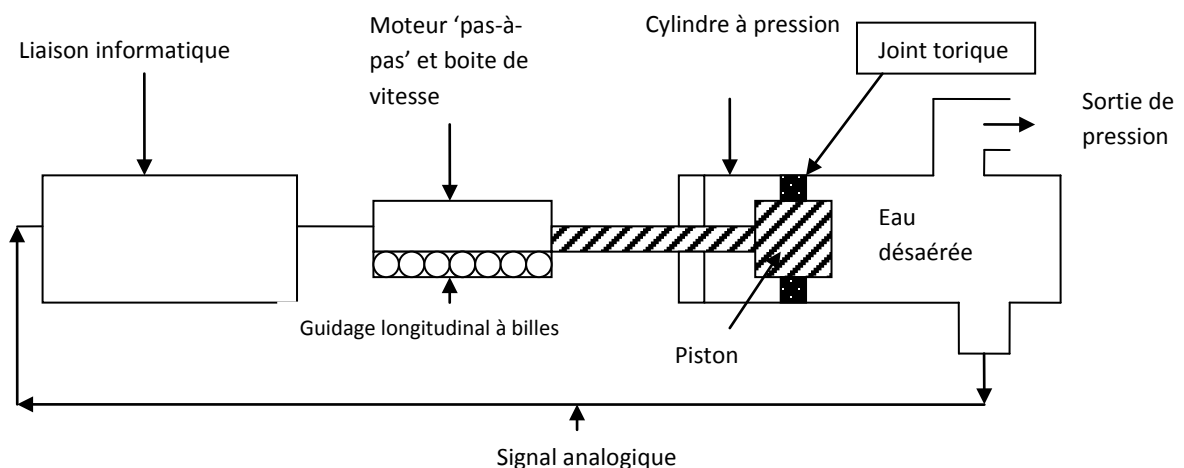 Liaison informatique
Moteur ‘pas-à-
pas’ et boite de
vitesse
Cylindre à pression
Joint torique
Sortie de
pression
Eau
désaérée
Guidage longitudinal à billes
Piston
Signal analogique